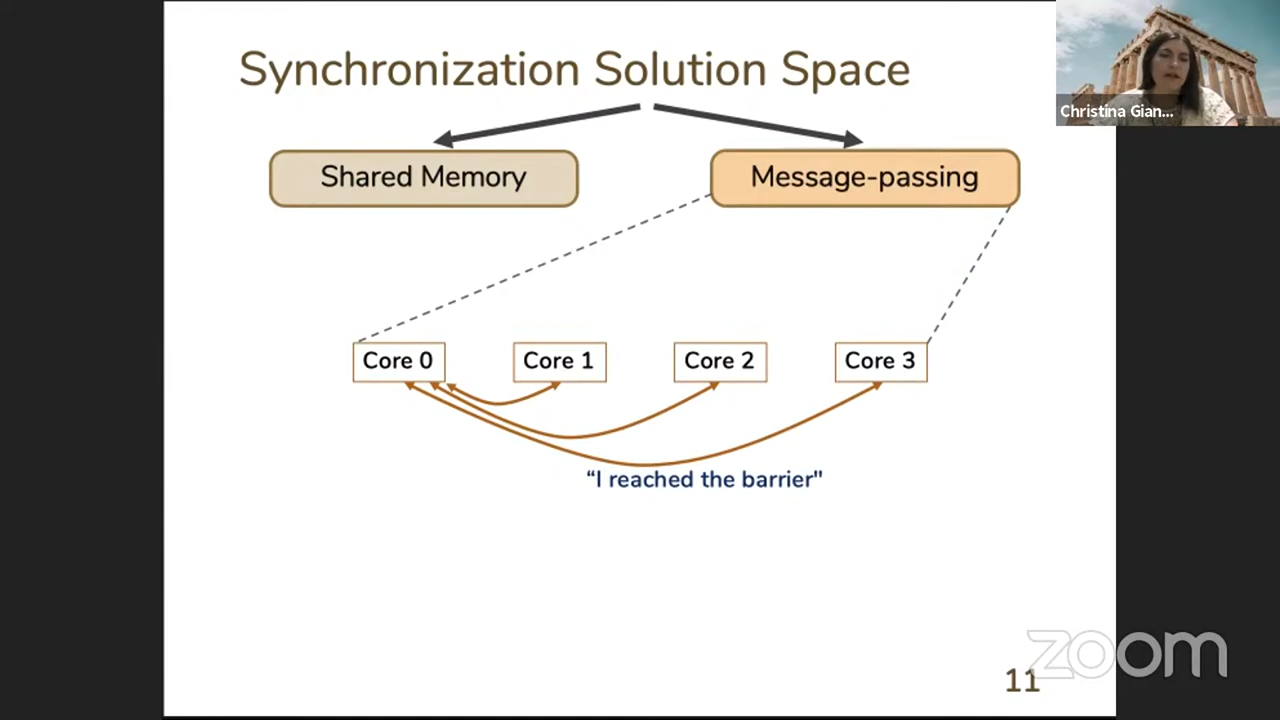 Synchronization Solution Space
Christina Gian...
Shared Memory
Message-passing
Core 0
Core 1
Core 2
Core 3
“I reached the barrier"
zoom
11